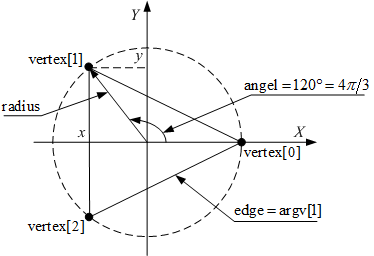 Y
vertex[1]
y
angel = 120° = 4π/3
radius
x
X
vertex[0]
edge = argv[1]
vertex[2]